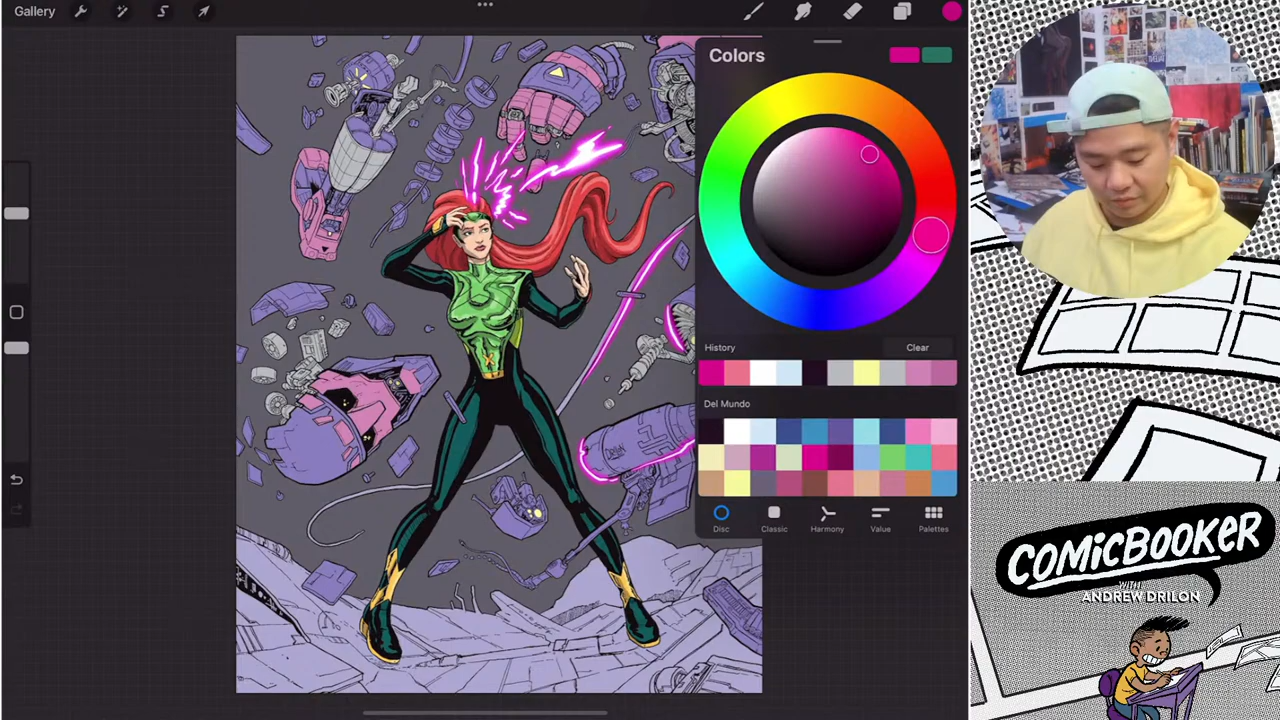 Gallery
Colors
History
Clear
Del Mundo
Disc
Classic
Harmony
Value
Palettes
COMICBOOKER
WITH
ANDREW DRILON